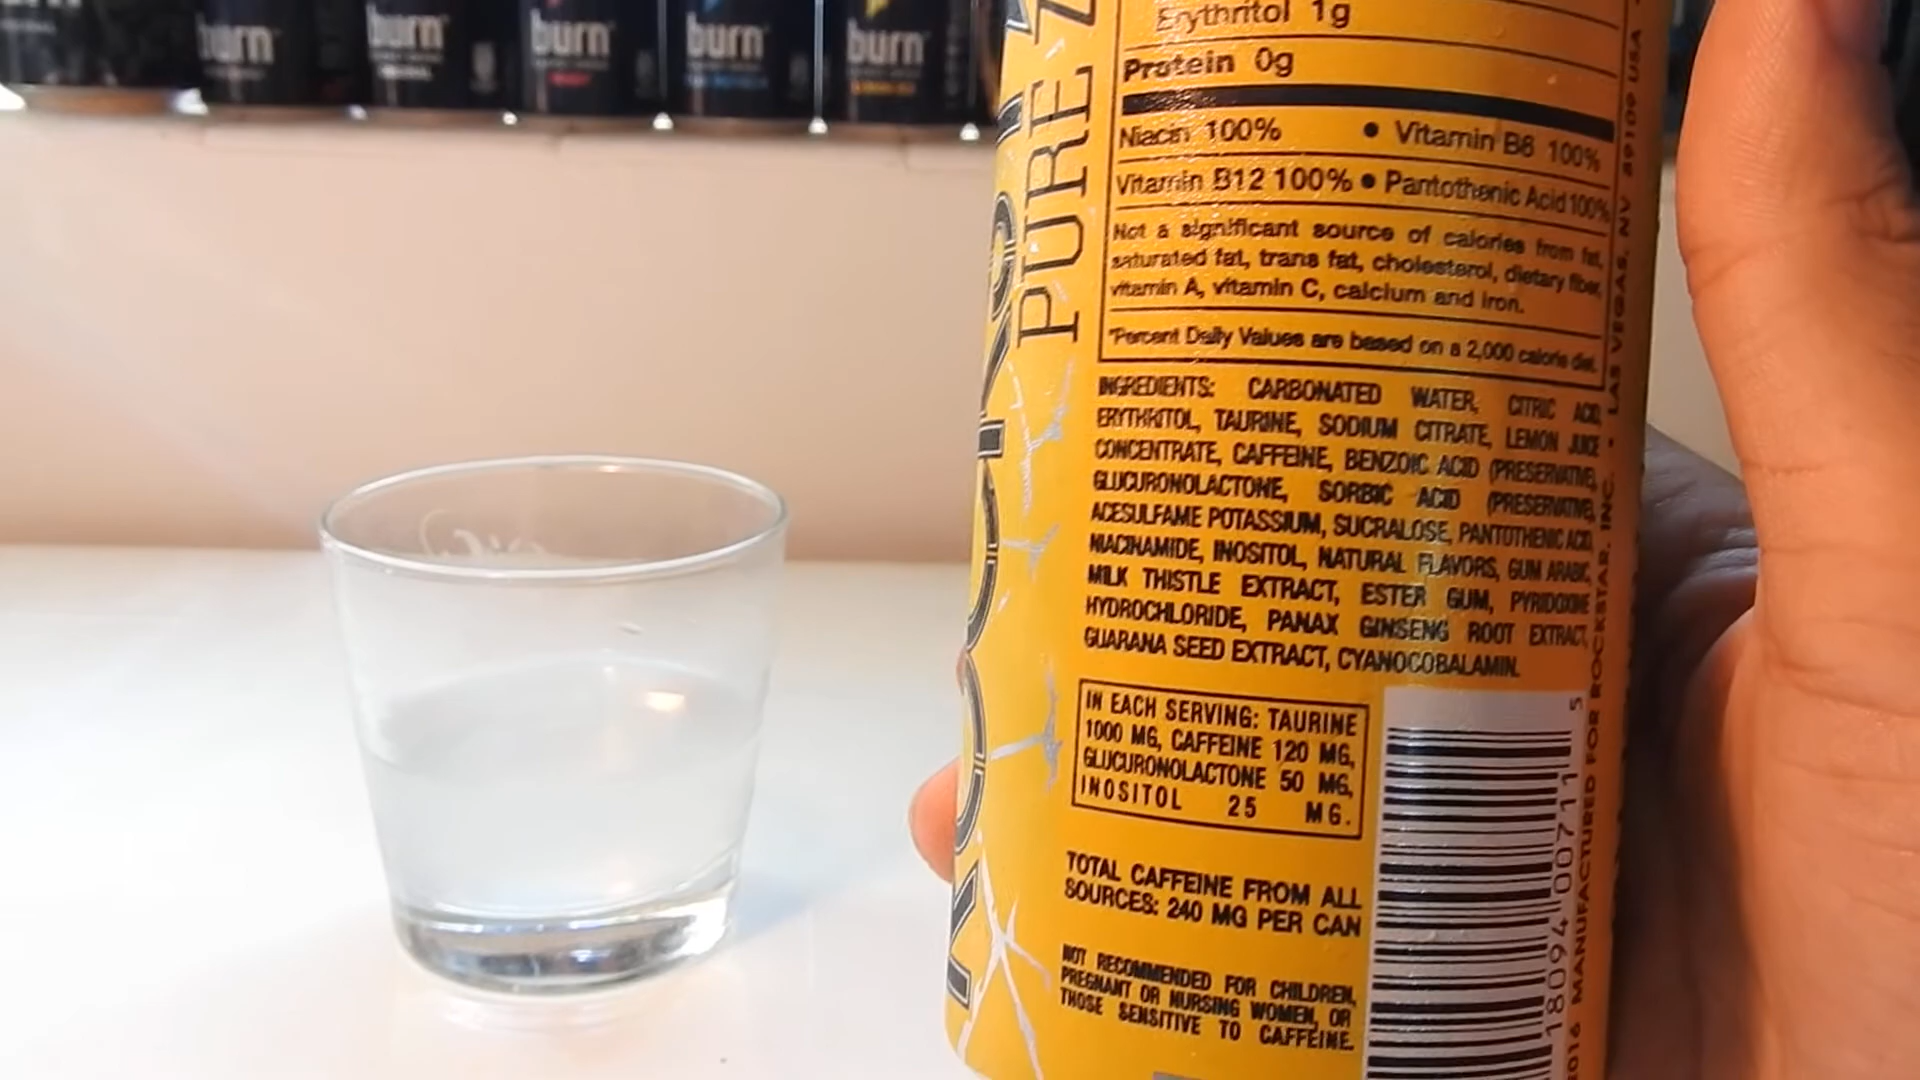 burn
burn
burn
burn
burn
PURE
Erythritol 1g
Protein 0g
Niacin 100% • Vitamin B6 100%
Vitamin B12 100% • Pantothenic Acid 100%
Not a significant source of calories from fat,
saturated fat, trans fat, cholesterol, dietary fiber,
vitamin A, vitamin C, calcium and iron.
*Percent Daily Values are based on a 2,000 calorie diet.
INGREDIENTS: CARBONATED WATER, CITRIC ACID,
ERYTHRITOL, TAURINE, SODIUM CITRATE, LEMON JUICE
CONCENTRATE, CAFFEINE, BENZOIC ACID (PRESERVATIVE),
GLUCURONOLACTONE, SORBIC ACID (PRESERVATIVE),
ACESULFAME POTASSIUM, SUCRALOSE, PANTOTHENIC ACID,
NIACINAMIDE, INOSITOL, NATURAL FLAVORS, GUM ARABIC,
MILK THISTLE EXTRACT, ESTER GUM, PYRIDOXINE
HYDROCHLORIDE, PANAX GINSENG ROOT EXTRACT,
GUARANA SEED EXTRACT, CYANOCOBALAMIN.
IN EACH SERVING: TAURINE
1000 MG, CAFFEINE 120 MG,
GLUCURONOLACTONE 50 MG,
INOSITOL 25 MG.
TOTAL CAFFEINE FROM ALL
SOURCES: 240 MG PER CAN
NOT RECOMMENDED FOR CHILDREN,
PREGNANT OR NURSING WOMEN, OR
THOSE SENSITIVE TO CAFFEINE.
18094 00711 5
2016 MANUFACTURED FOR ROCKSTAR, INC. • LAS VEGAS, NV 89109 USA